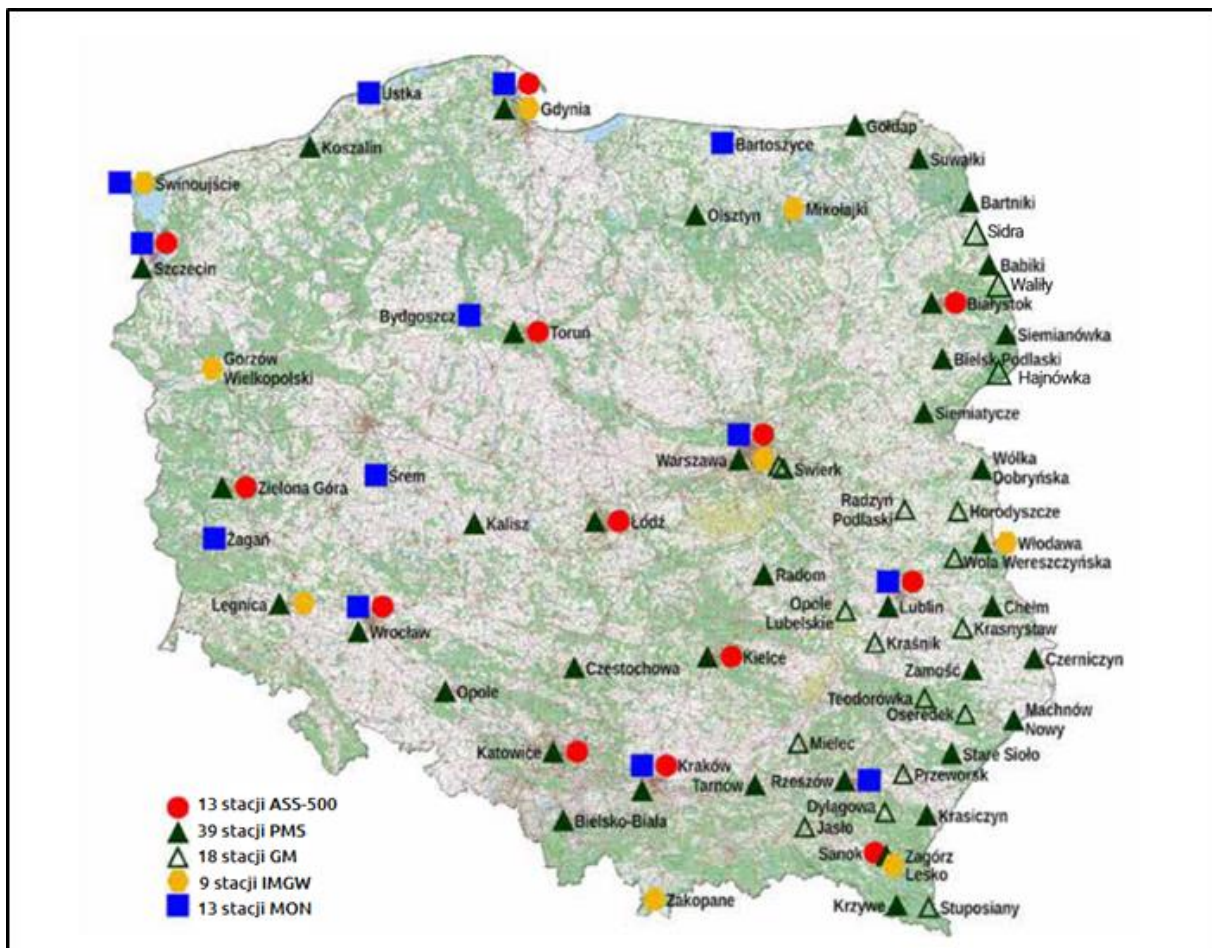 Ustka
Gdynia
Koszalin
Gołdap
Bartoszyce
Suwałki
Świnoujście
Bartniki
Mikołajki
Olsztyn
Sidra
Szczecin
Babiki
Waliły
Białystok
Bydgoszcz
Toruń
Siemianówka
Bielsk Podlaski
Gorzów
Wielkopolski
Hajnówka
Siemiatycze
Warszawa
Świerk
Wólka
Dobryńska
Śrem
Zielona Góra
Radzyń
Podlaski
Horodyszcze
Kalisz
Łódź
Żagań
Włodawa
Wola Wereszczyńska
Radom
Legnica
Opole
Lubelskie
Lublin
Chełm
Wrocław
Krasnystaw
Kraśnik
Kielce
Czerniczyn
Częstochowa
Zamość
Opole
Teodorówka
Oseredek
Machnów
Nowy
Mielec
Katowice
Stare Sioło
Kraków
Przeworsk
Tarnów
Rzeszów
13 stacji ASS-500
Dylągowa
Krasiczyn
Bielsko-Biała
39 stacji PMS
Jasło
Sanok
18 stacji GM
Zagórz
Lesko
9 stacji IMGW
Zakopane
13 stacji MON
Krzywe
Stuposiany